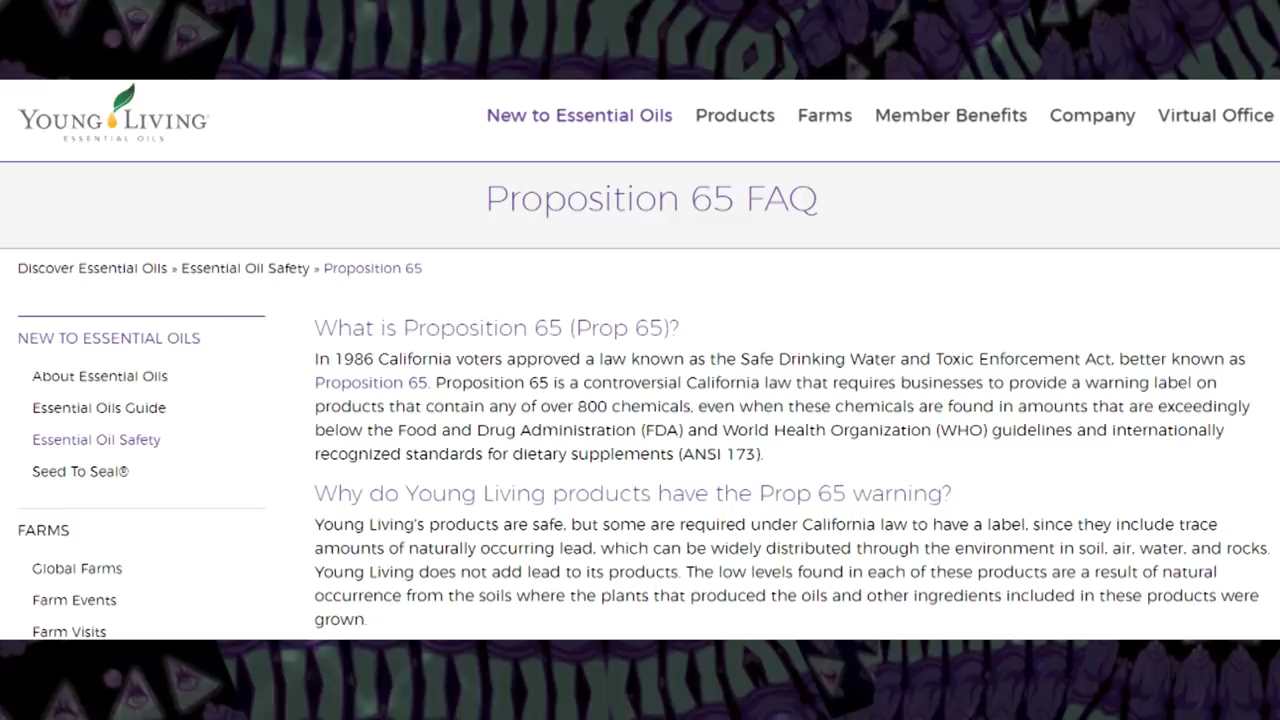 YOUNG LIVING
ESSENTIAL OILS
New to Essential Oils Products Farms Member Benefits Company Virtual Office
Proposition 65 FAQ
Discover Essential Oils » Essential Oil Safety » Proposition 65
NEW TO ESSENTIAL OILS
About Essential Oils
Essential Oils Guide
Essential Oil Safety
Seed To Seal®
FARMS
Global Farms
Farm Events
Farm Visits
What is Proposition 65 (Prop 65)?
In 1986 California voters approved a law known as the Safe Drinking Water and Toxic Enforcement Act, better known as
Proposition 65. Proposition 65 is a controversial California law that requires businesses to provide a warning label on
products that contain any of over 800 chemicals, even when these chemicals are found in amounts that are exceedingly
below the Food and Drug Administration (FDA) and World Health Organization (WHO) guidelines and internationally
recognized standards for dietary supplements (ANSI 173).
Why do Young Living products have the Prop 65 warning?
Young Living's products are safe, but some are required under California law to have a label, since they include trace
amounts of naturally occurring lead, which can be widely distributed through the environment in soil, air, water, and rocks.
Young Living does not add lead to its products. The low levels found in each of these products are a result of natural
occurrence from the soils where the plants that produced the oils and other ingredients included in these products were
grown.